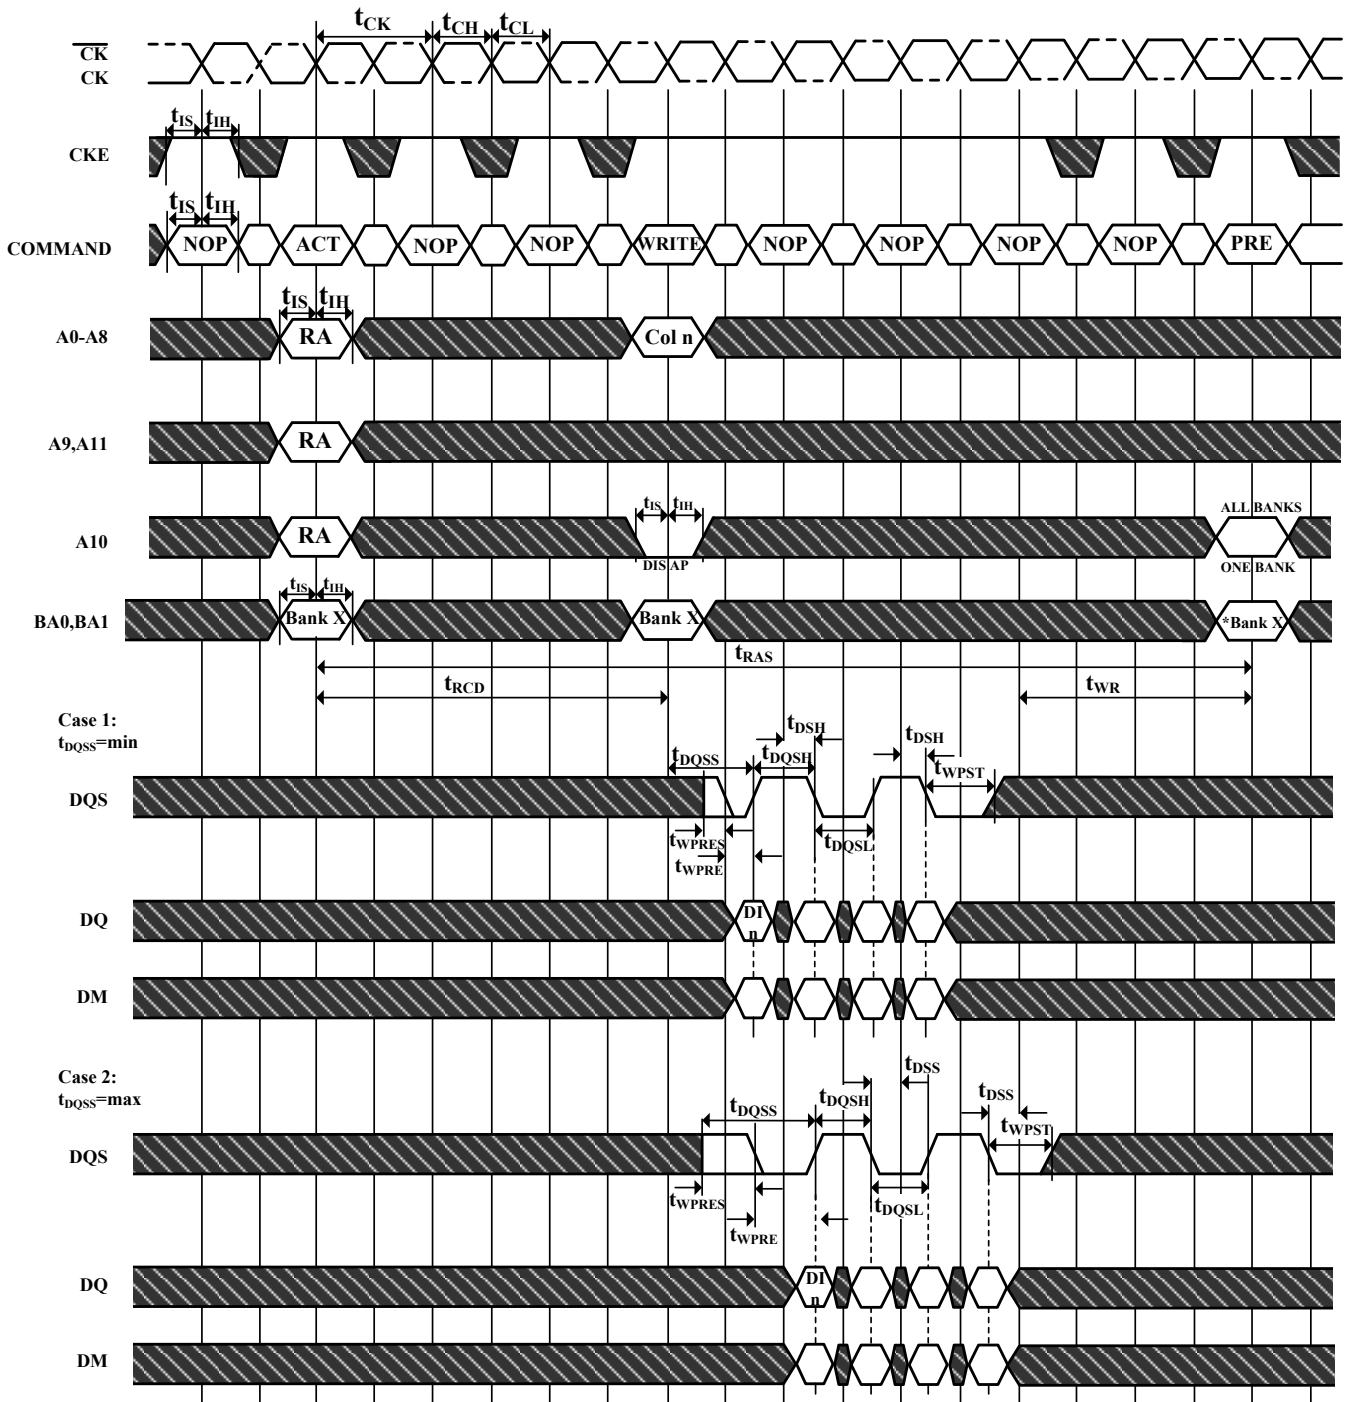 tCK tCH tCL
CK
CK
tIS tIH
CKE
tIS tIH
COMMAND NOP ACT NOP NOP WRITE NOP NOP NOP NOP PRE
tIS tIH
A0-A8 RA Col n
A9,A11 RA
tIS tIH ALL BANKS
A10 RA
DIS AP ONE BANK
tIS tIH
BA0,BA1 Bank X Bank X *Bank X
tRAS
tRCD tWR
Case 1:
tDQSS=min
tDSH tDSH
tDQSS tDQSH tWPST
DQS
tWPRES tDQSL
tWPRE
DQ DI
n
DM
Case 2:
tDQSS=max
tDSS tDSS
tDQSS tDQSH tWPST
DQS
tWPRES tDQSL
tWPRE
DQ DI
n
DM